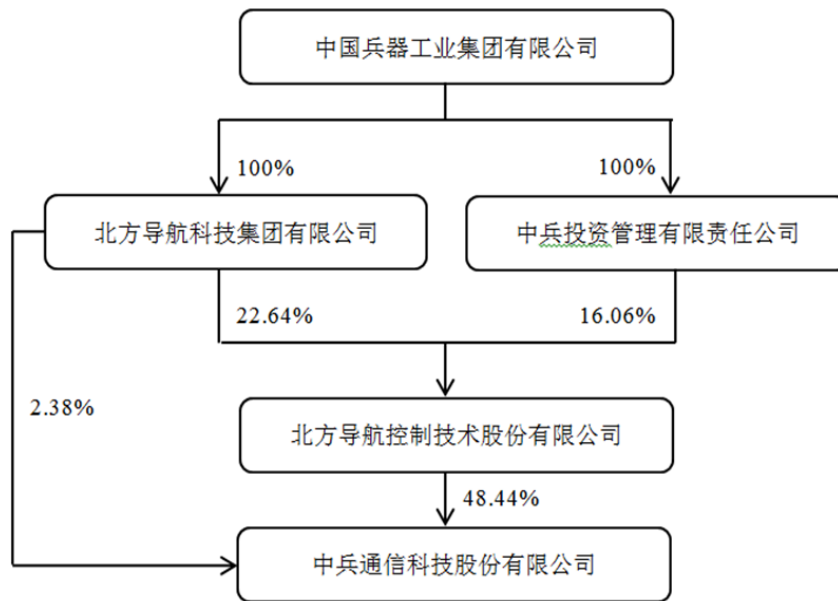 中国兵器工业集团有限公司
100%
100%
北方导航科技集团有限公司
中兵投资管理有限责任公司
22.64%
16.06%
2.38%
北方导航控制技术股份有限公司
48.44%
中兵通信科技股份有限公司